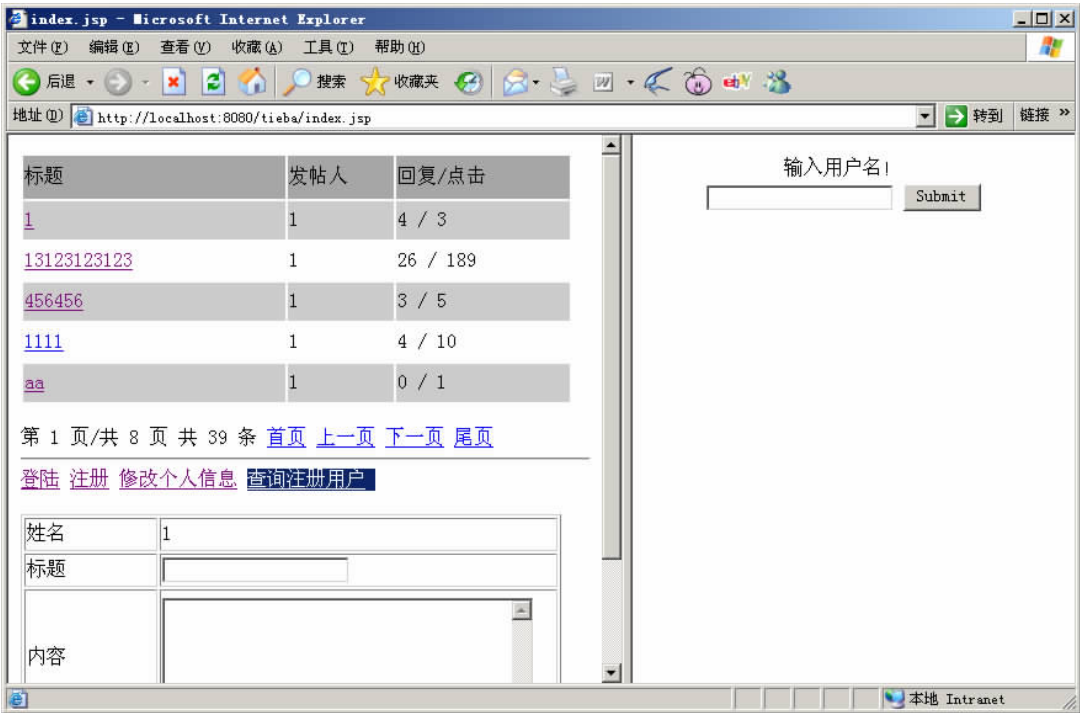 index.jsp - Microsoft Internet Explorer
文件(F) 编辑(E) 查看(V) 收藏(A) 工具(T) 帮助(H)
后退 搜索 收藏夹 W ebY
地址(D) http://localhost:8080/tieba/index.jsp 转到 链接 »
标题 发帖人 回复/点击
1 1 4 / 3
13123123123 1 26 / 189
456456 1 3 / 5
1111 1 4 / 10
aa 1 0 / 1
第 1 页/共 8 页 共 39 条 首页 上一页 下一页 尾页
登陆 注册 修改个人信息 查询注册用户
姓名 1
标题
内容
输入用户名!
Submit
本地 Intranet